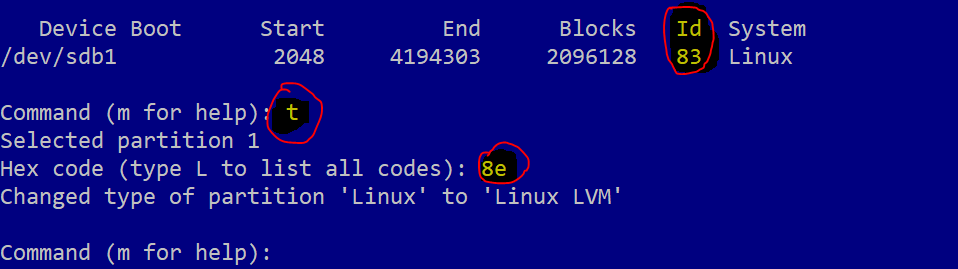 Device Boot Start End Blocks Id System
/dev/sdb1 2048 4194303 2096128 83 Linux
Command (m for help): t
Selected partition 1
Hex code (type L to list all codes): 8e
Changed type of partition 'Linux' to 'Linux LVM'
Command (m for help):